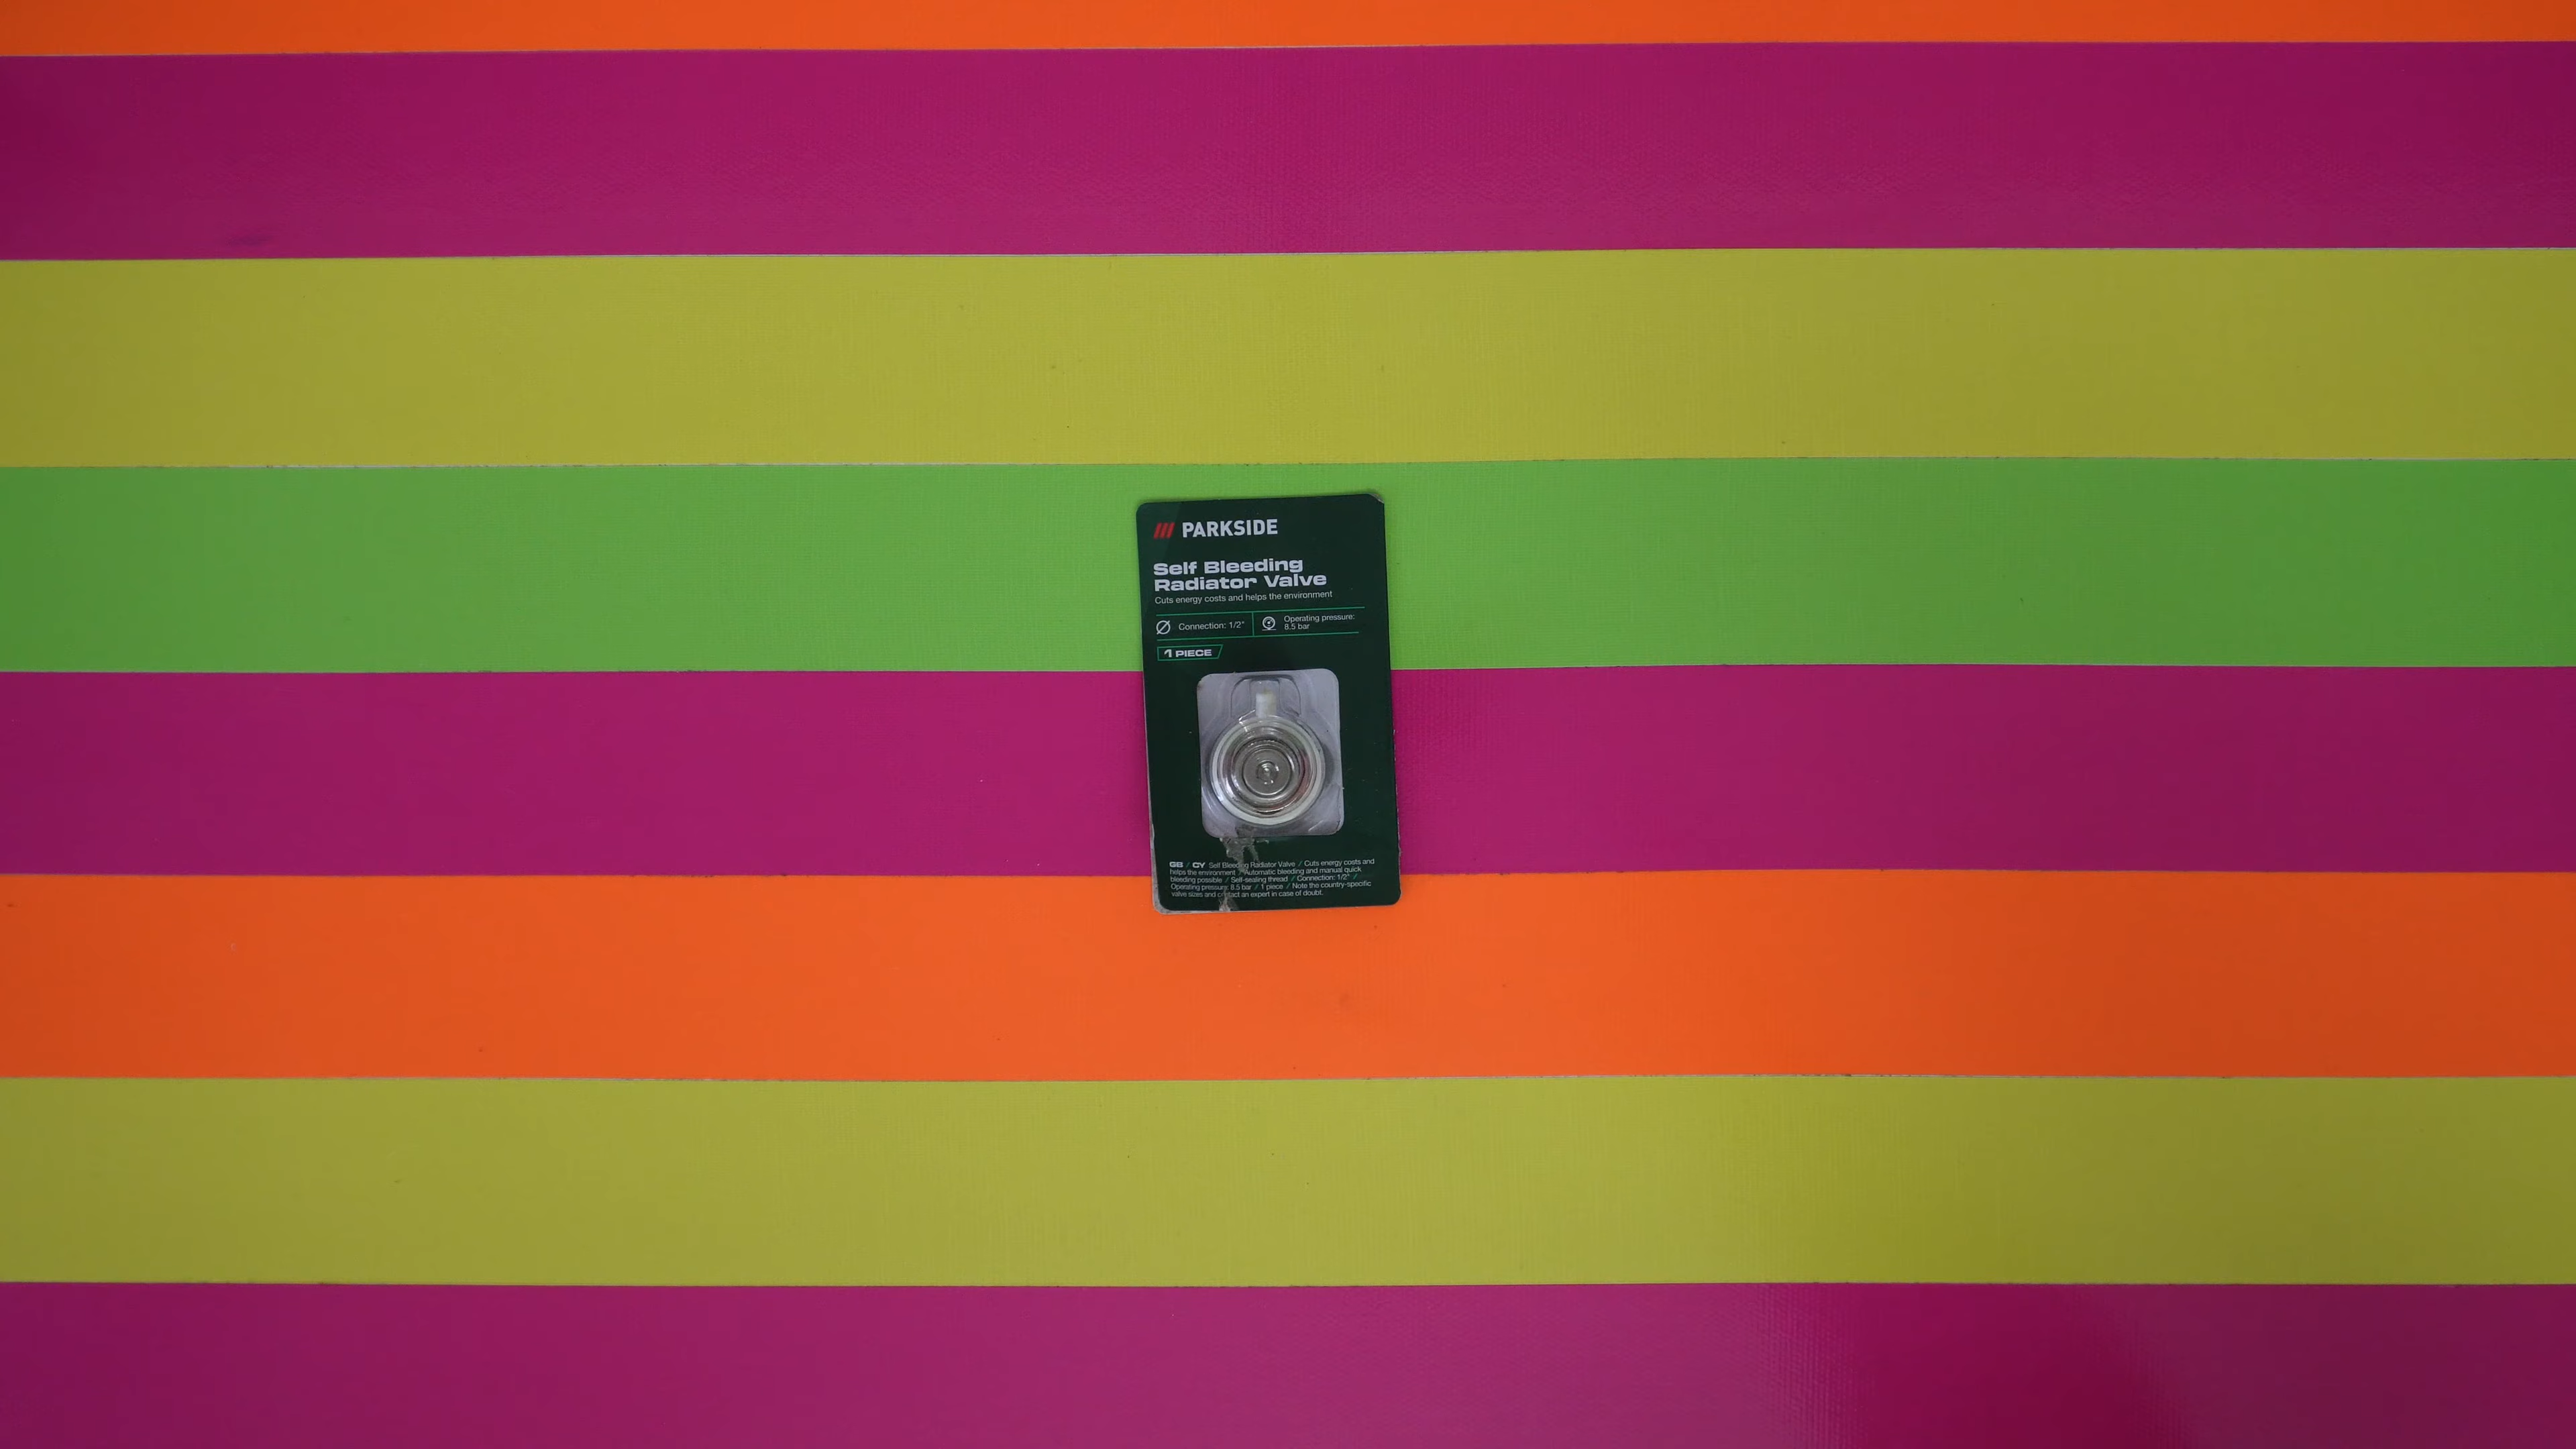 PARKSIDE
Self Bleeding
Radiator Valve
Cuts energy costs and helps the environment
Connection: 1/2"
Operating pressure:
8.5 bar
1 PIECE
GB / CY Self Bleeding Radiator Valve / Cuts energy costs and
helps the environment / Automatic bleeding and manual quick
bleeding possible / Self-sealing thread / Connection: 1/2" /
Operating pressure: 8.5 bar / 1 piece / Note the country-specific
valve sizes and contact an expert in case of doubt.